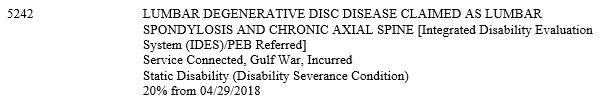 5242 LUMBAR DEGENERATIVE DISC DISEASE CLAIMED AS LUMBAR
SPONDYLOSIS AND CHRONIC AXIAL SPINE [Integrated Disability Evaluation
System (IDES)/PEB Referred]
Service Connected, Gulf War, Incurred
Static Disability (Disability Severance Condition)
20% from 04/29/2018